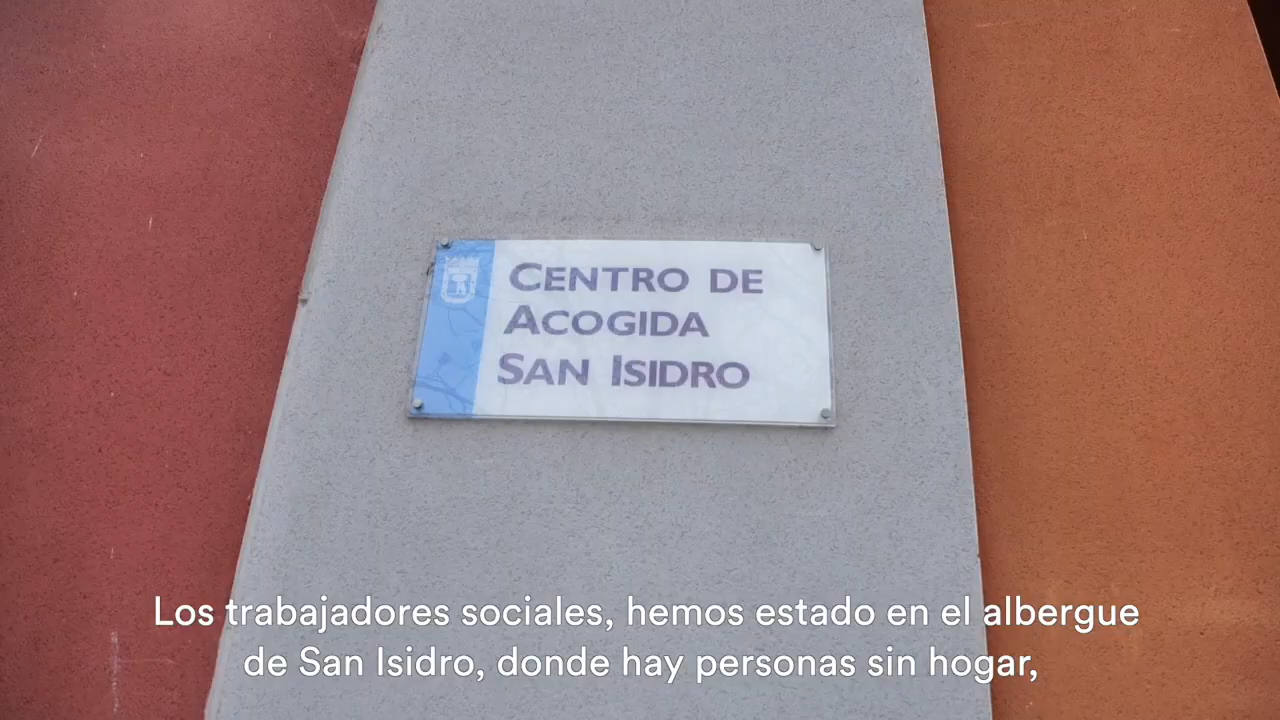 CENTRO DE
ACOGIDA
SAN ISIDRO
Los trabajadores sociales, hemos estado en el albergue
de San Isidro, donde hay personas sin hogar,